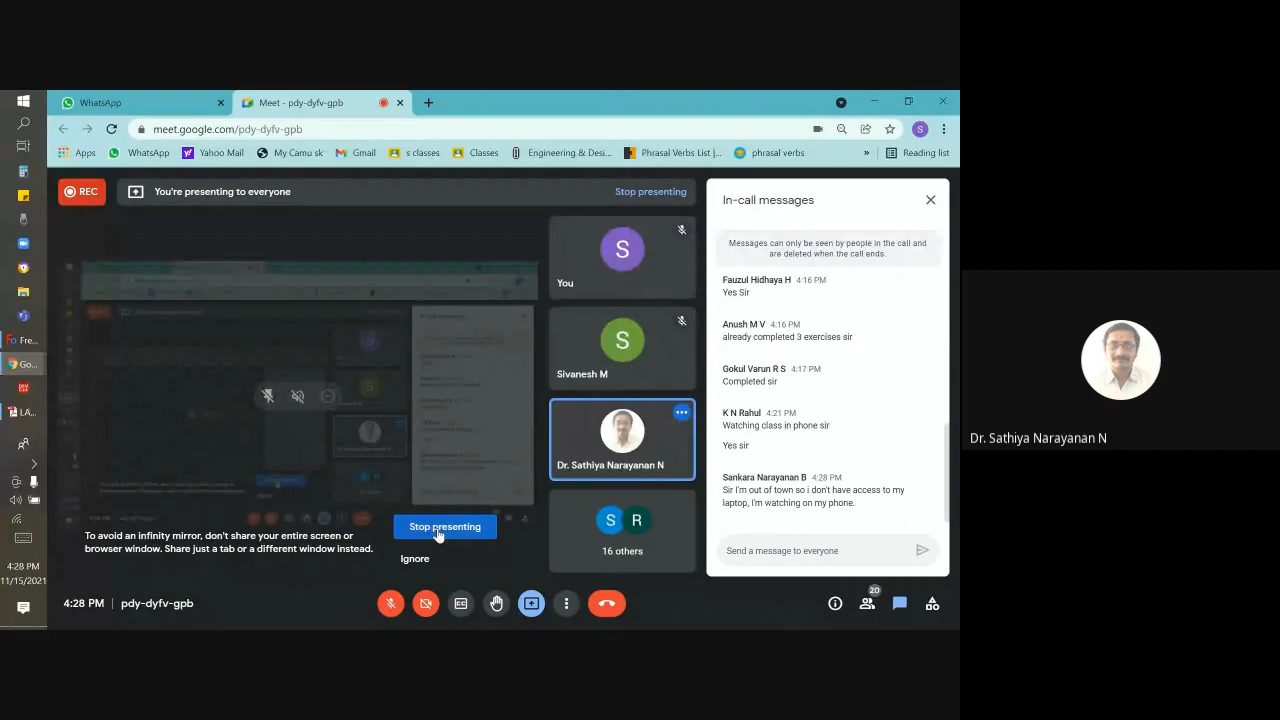 WhatsApp
Meet - pdy-dyfv-gpb
meet.google.com/pdy-dyfv-gpb
S
Apps
WhatsApp
Yahoo Mail
My Camu sk
Gmail
s classes
Classes
Engineering & Desi...
Phrasal Verbs List |...
phrasal verbs
»
Reading list
REC
You're presenting to everyone
Stop presenting
In-call messages
Messages can only be seen by people in the call and
are deleted when the call ends.
Fauzul Hidhaya H 4:16 PM
Yes Sir
Anush M V 4:16 PM
already completed 3 exercises sir
Gokul Varun R S 4:17 PM
Completed sir
K N Rahul 4:21 PM
Watching class in phone sir
Yes sir
Sankara Narayanan B 4:28 PM
Sir I'm out of town so i don't have access to my
laptop, I'm watching on my phone.
Send a message to everyone
S
You
S
Sivanesh M
Dr. Sathiya Narayanan N
S R
16 others
To avoid an infinity mirror, don't share your entire screen or
browser window. Share just a tab or a different window instead.
Stop presenting
Ignore
4:28 PM | pdy-dyfv-gpb
20
Fre...
Go...
LA...
4:28 PM
11/15/2021
Dr. Sathiya Narayanan N